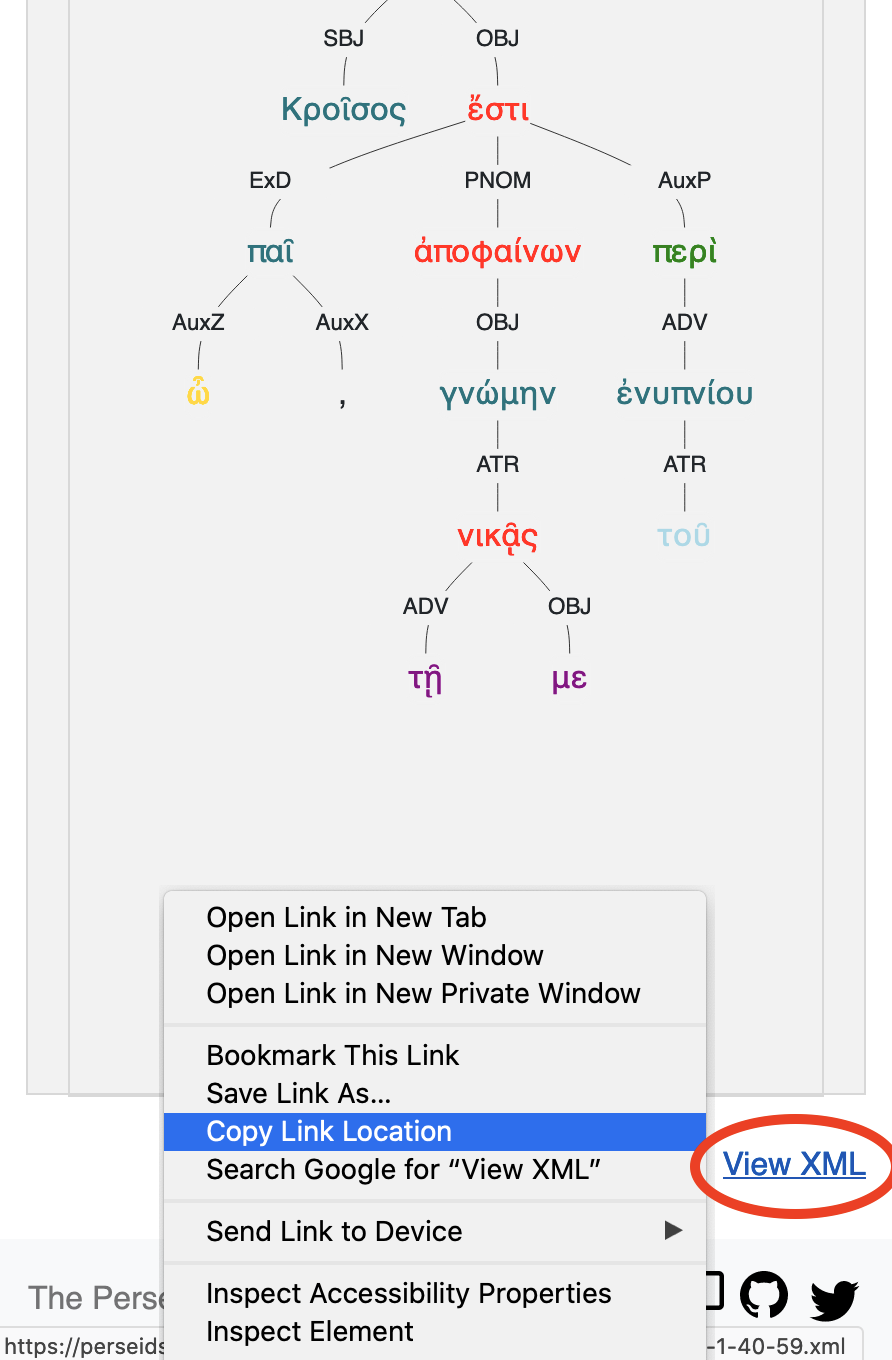 SBJ OBJ
Κροῖσος ἔστι
ExD PNOM AuxP
παῖ ἀποφαίνων περὶ
AuxZ AuxX OBJ ADV
ὦ , γνώμην ἐνυπνίου
ATR ATR
νικᾷς τοῦ
ADV OBJ
τῇ με
Open Link in New Tab
Open Link in New Window
Open Link in New Private Window
Bookmark This Link
Save Link As...
Copy Link Location
Search Google for “View XML”
View XML
Send Link to Device
Inspect Accessibility Properties
The Perse
Inspect Element
https://perseids
-1-40-59.xml